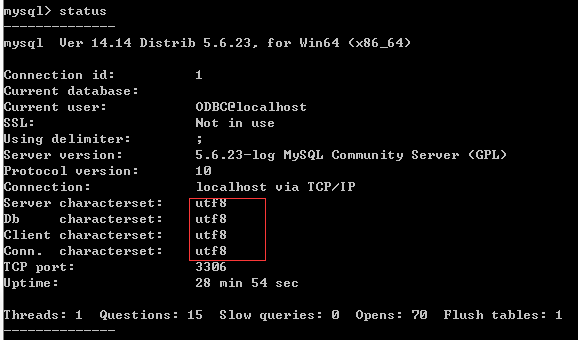 mysql> status
--------------
mysql  Ver 14.14 Distrib 5.6.23, for Win64 (x86_64)

Connection id:          1
Current database:
Current user:           ODBC@localhost
SSL:                    Not in use
Using delimiter:        ;
Server version:         5.6.23-log MySQL Community Server (GPL)
Protocol version:       10
Connection:             localhost via TCP/IP
Server characterset:    utf8
Db     characterset:    utf8
Client characterset:    utf8
Conn.  characterset:    utf8
TCP port:               3306
Uptime:                 28 min 54 sec

Threads: 1  Questions: 15  Slow queries: 0  Opens: 70  Flush tables: 1
--------------